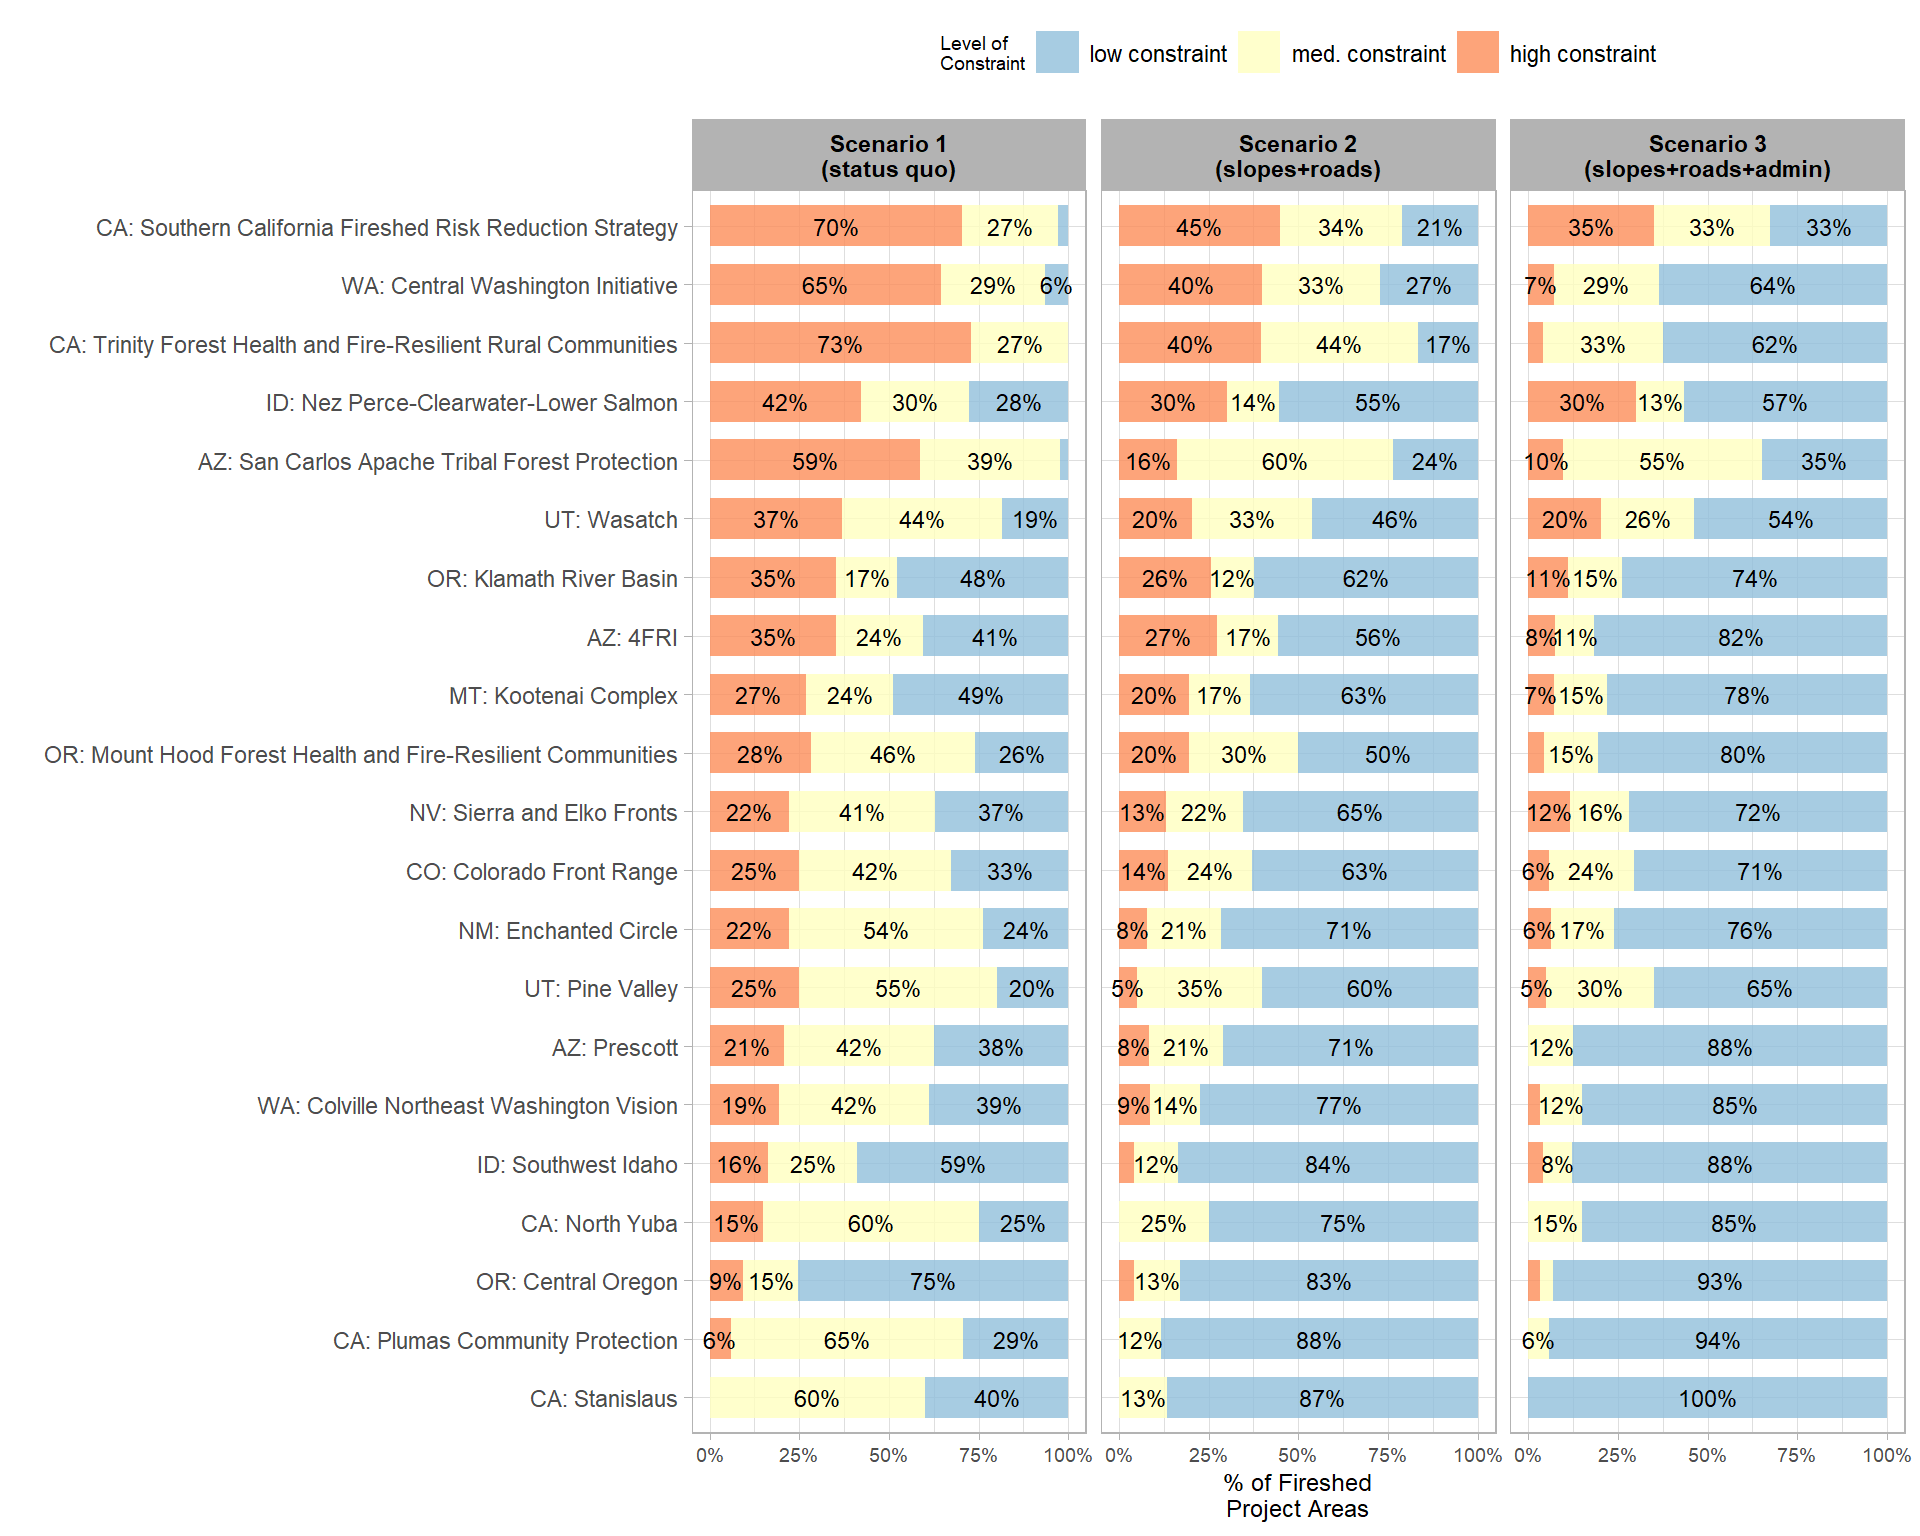 Level of
Constraint
low constraint med. constraint high constraint
Scenario 1
(status quo)
Scenario 2
(slopes+roads)
Scenario 3
(slopes+roads+admin)
CA: Southern California Fireshed Risk Reduction Strategy 70% 27% 45% 34% 21% 35% 33% 33%
WA: Central Washington Initiative 65% 29% 6% 40% 33% 27% 7% 29% 64%
CA: Trinity Forest Health and Fire-Resilient Rural Communities 73% 27% 40% 44% 17% 33% 62%
ID: Nez Perce-Clearwater-Lower Salmon 42% 30% 28% 30% 14% 55% 30% 13% 57%
AZ: San Carlos Apache Tribal Forest Protection 59% 39% 16% 60% 24% 10% 55% 35%
UT: Wasatch 37% 44% 19% 20% 33% 46% 20% 26% 54%
OR: Klamath River Basin 35% 17% 48% 26% 12% 62% 11% 15% 74%
AZ: 4FRI 35% 24% 41% 27% 17% 56% 8% 11% 82%
MT: Kootenai Complex 27% 24% 49% 20% 17% 63% 7% 15% 78%
OR: Mount Hood Forest Health and Fire-Resilient Communities 28% 46% 26% 20% 30% 50% 15% 80%
NV: Sierra and Elko Fronts 22% 41% 37% 13% 22% 65% 12% 16% 72%
CO: Colorado Front Range 25% 42% 33% 14% 24% 63% 6% 24% 71%
NM: Enchanted Circle 22% 54% 24% 8% 21% 71% 6% 17% 76%
UT: Pine Valley 25% 55% 20% 5% 35% 60% 5% 30% 65%
AZ: Prescott 21% 42% 38% 8% 21% 71% 12% 88%
WA: Colville Northeast Washington Vision 19% 42% 39% 9% 14% 77% 12% 85%
ID: Southwest Idaho 16% 25% 59% 12% 84% 8% 88%
CA: North Yuba 15% 60% 25% 25% 75% 15% 85%
OR: Central Oregon 9% 15% 75% 13% 83% 93%
CA: Plumas Community Protection 6% 65% 29% 12% 88% 6% 94%
CA: Stanislaus 60% 40% 13% 87% 100%
0% 25% 50% 75% 100% 0% 25% 50% 75% 100% 0% 25% 50% 75% 100%
% of Fireshed
Project Areas